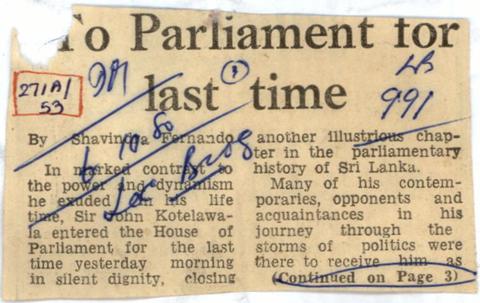 To Parliament for
last time
271A/
53
991
By Shavindra Fernando
In marked contrast to
the power and dynamism
he exuded in his life
time, Sir John Kotelawa-
la entered the House of
Parliament for the last
time yesterday morning
in silent dignity, closing
another illustrious chap-
ter in the parliamentary
history of Sri Lanka.
Many of his contem-
poraries, opponents and
acquaintances in his
journey through the
storms of politics were
there to receive him as
(Continued on Page 3)